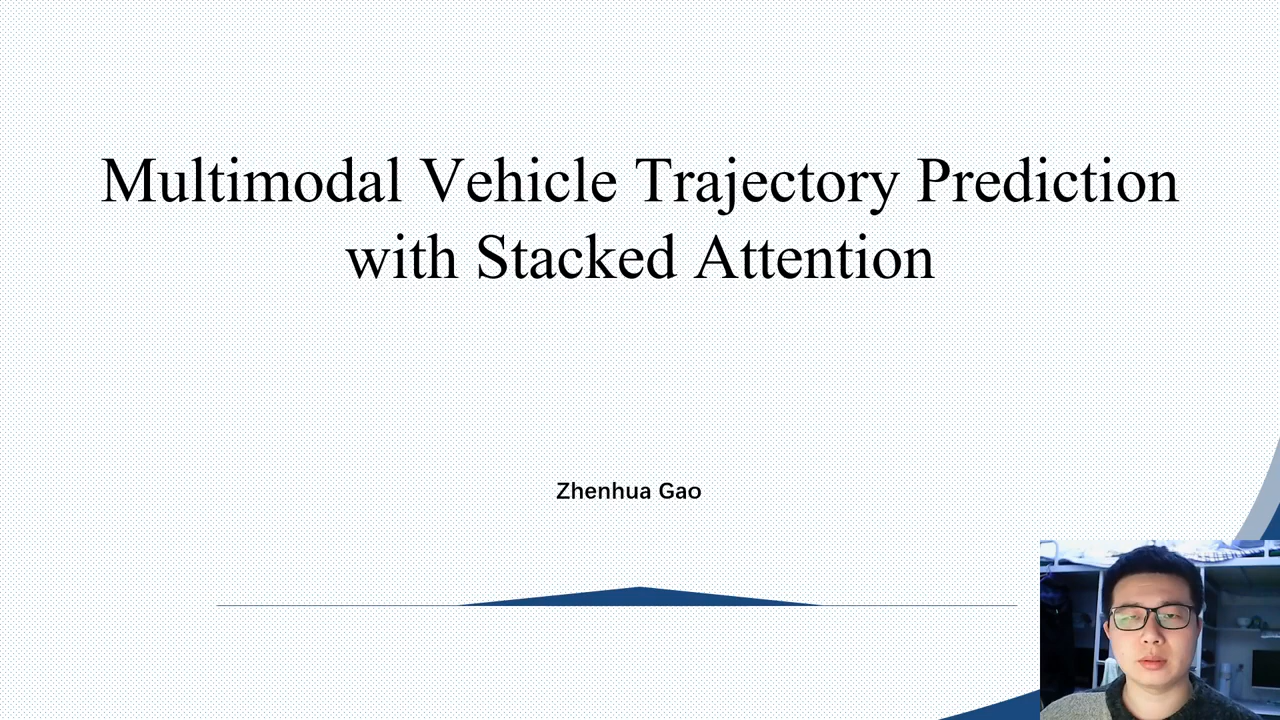 Multimodal Vehicle Trajectory Prediction
with Stacked Attention
Zhenhua Gao